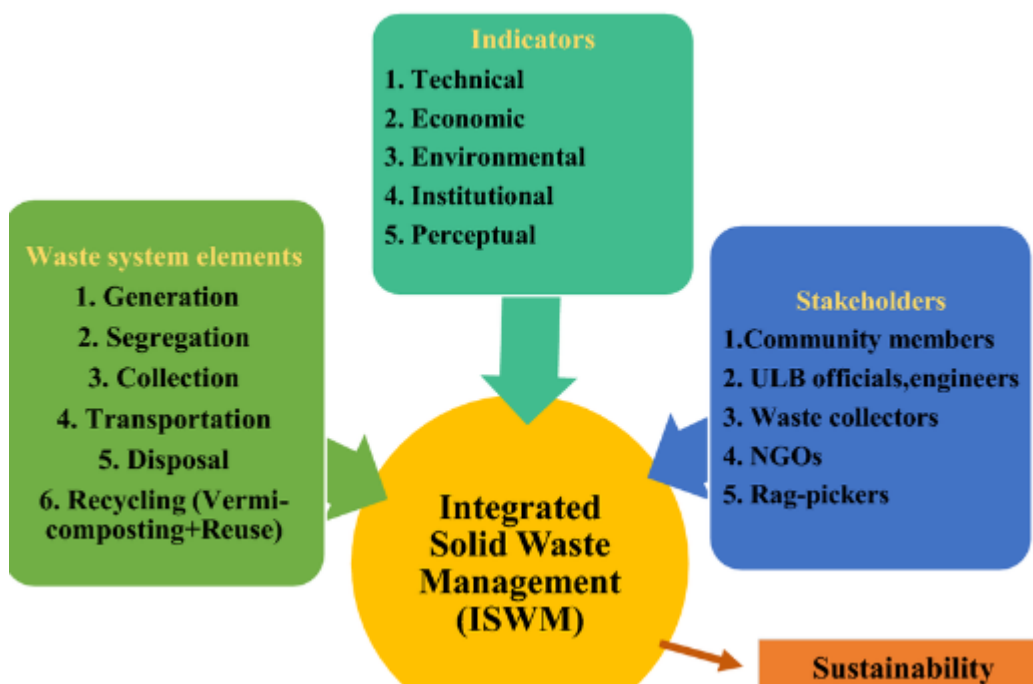 Indicators
1. Technical
2. Economic
3. Environmental
4. Institutional
5. Perceptual
Waste system elements
1. Generation
2. Segregation
3. Collection
4. Transportation
5. Disposal
6. Recycling (Vermi-
composting+Reuse)
Stakeholders
1.Community members
2. ULB officials,engineers
3. Waste collectors
4. NGOs
5. Rag-pickers
Integrated
Solid Waste
Management
(ISWM)
Sustainability